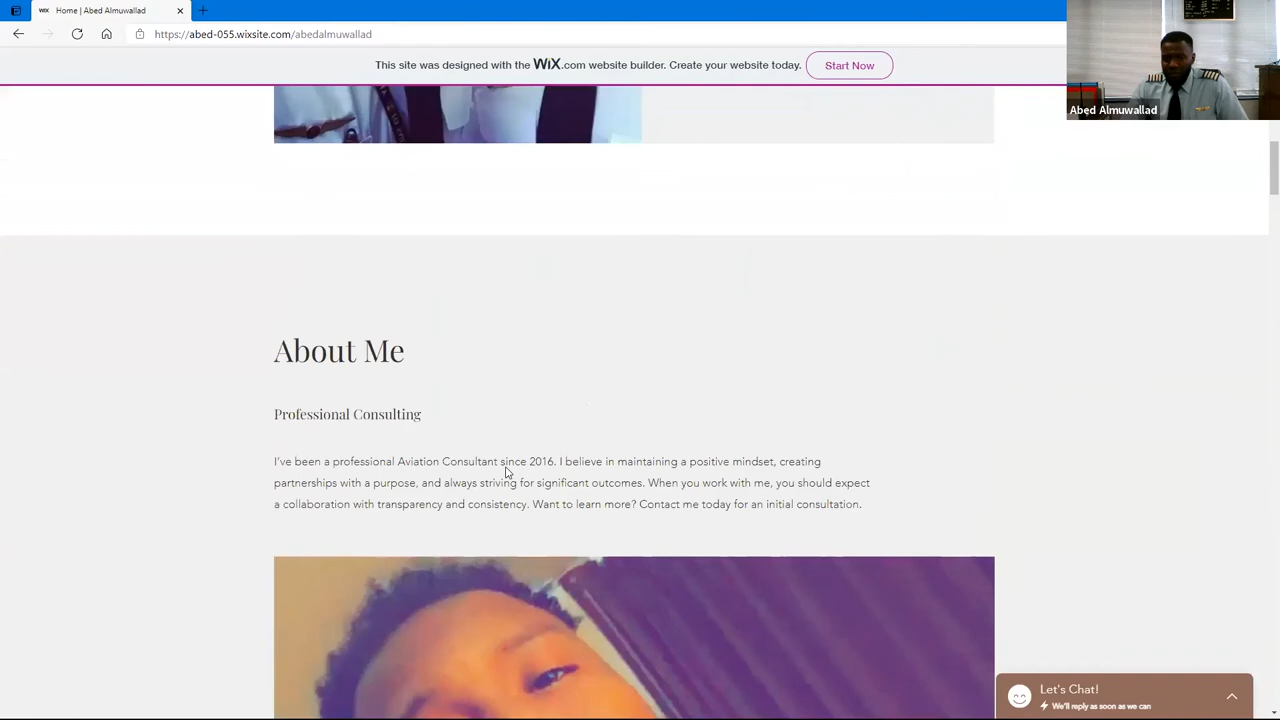 WiX Home | Abed Almuwallad
https://abed-055.wixsite.com/abedalmuwallad
This site was designed with the WiX.com website builder. Create your website today. Start Now
Abed Almuwallad
About Me
Professional Consulting
I've been a professional Aviation Consultant since 2016. I believe in maintaining a positive mindset, creating
partnerships with a purpose, and always striving for significant outcomes. When you work with me, you should expect
a collaboration with transparency and consistency. Want to learn more? Contact me today for an initial consultation.
Let's Chat!
We'll reply as soon as we can